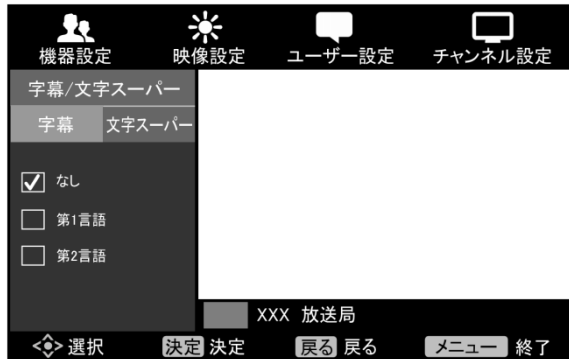 機器設定 映像設定 ユーザー設定 チャンネル設定
字幕/文字スーパー
字幕 文字スーパー
なし
第1言語
第2言語
XXX 放送局
選択 決定 決定 戻る 戻る メニュー 終了